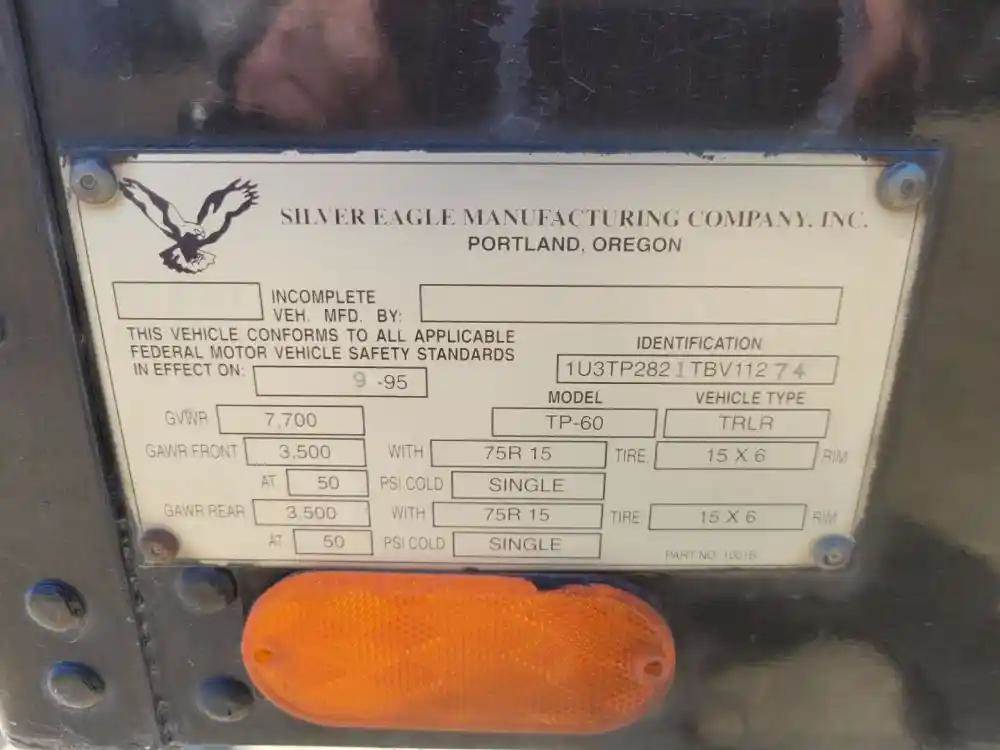 SILVER EAGLE MANUFACTURING COMPANY, INC.
PORTLAND, OREGON
INCOMPLETE
VEH. MFD. BY:
THIS VEHICLE CONFORMS TO ALL APPLICABLE
FEDERAL MOTOR VEHICLE SAFETY STANDARDS
IN EFFECT ON: 9 -95
IDENTIFICATION
1U3TP2821TBV11274
MODEL VEHICLE TYPE
GVWR 7,700 TP-60 TRLR
GAWR FRONT 3,500 WITH 75R 15 TIRE, 15 X 6 RIM
AT 50 PSI COLD SINGLE
GAWR REAR 3,500 WITH 75R 15 TIRE 15 X 6 RIM
AT 50 PSI COLD SINGLE
PART NO.